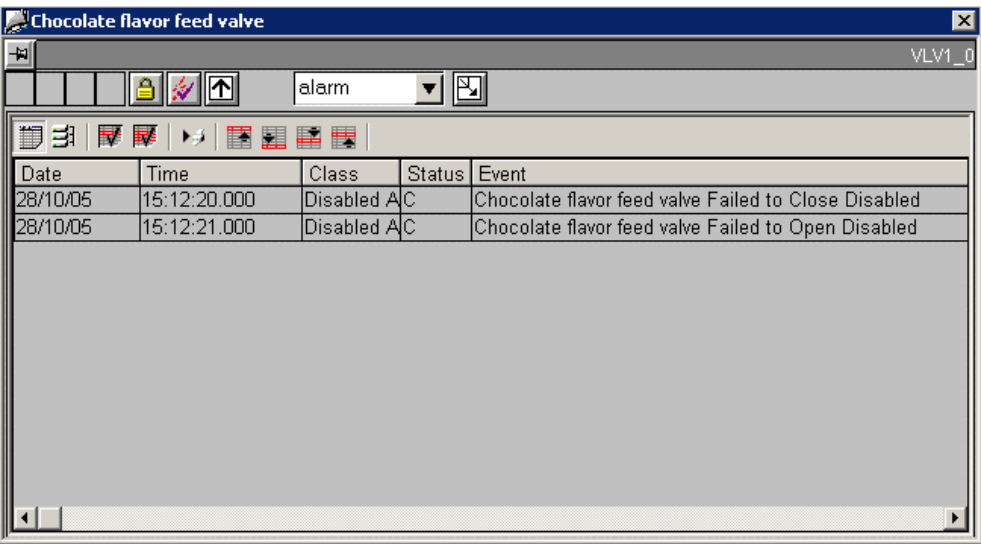 Chocolate flavor feed valve
VLV1_0
alarm
Date Time Class Status Event
28/10/05 15:12:20.000 Disabled A C Chocolate flavor feed valve Failed to Close Disabled
28/10/05 15:12:21.000 Disabled A C Chocolate flavor feed valve Failed to Open Disabled